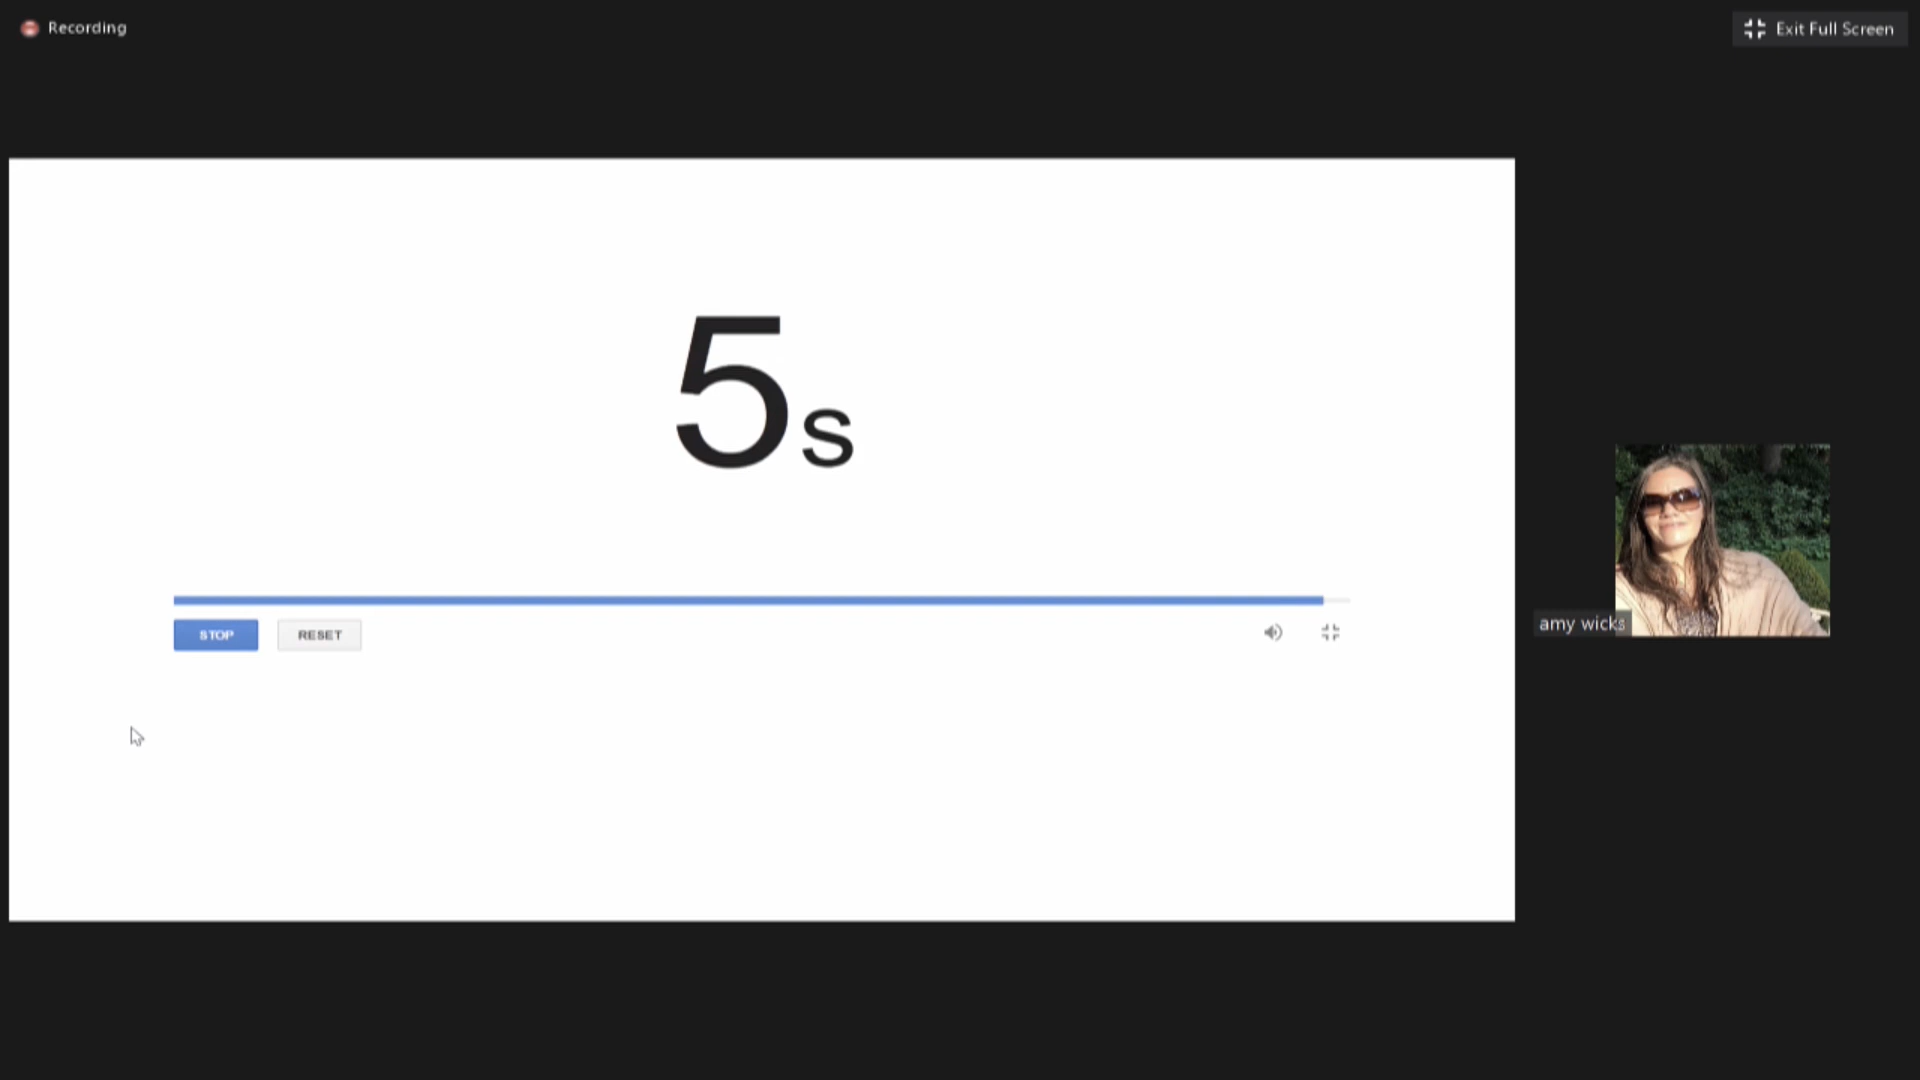 Recording
Exit Full Screen
5s
STOP
RESET
amy wicks